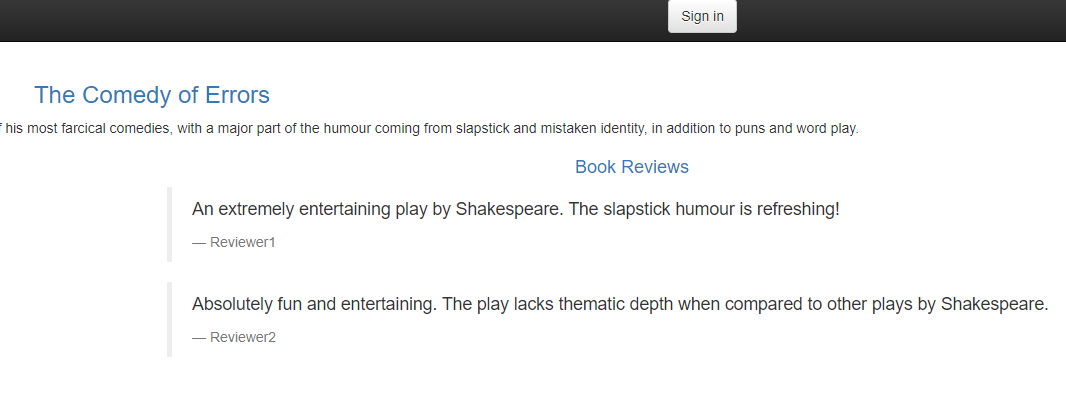 Sign in
The Comedy of Errors
his most farcical comedies, with a major part of the humour coming from slapstick and mistaken identity, in addition to puns and word play.
Book Reviews
An extremely entertaining play by Shakespeare. The slapstick humour is refreshing!
— Reviewer1
Absolutely fun and entertaining. The play lacks thematic depth when compared to other plays by Shakespeare.
— Reviewer2